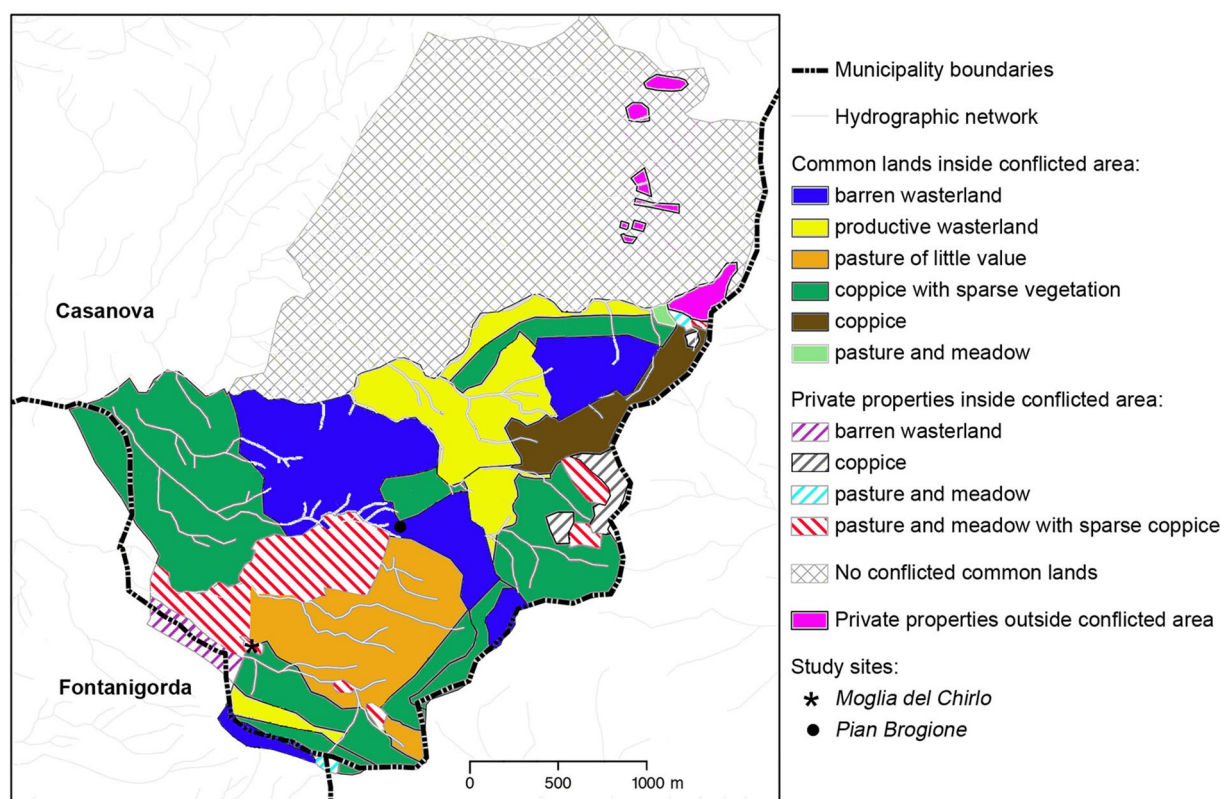 Casanova
Fontanigorda
0 500 1000 m
Municipality boundaries
Hydrographic network
Common lands inside conflicted area:
barren wasterland
productive wasterland
pasture of little value
coppice with sparse vegetation
coppice
pasture and meadow
Private properties inside conflicted area:
barren wasterland
coppice
pasture and meadow
pasture and meadow with sparse coppice
No conflicted common lands
Private properties outside conflicted area
Study sites:
Moglia del Chirlo
Pian Brogione